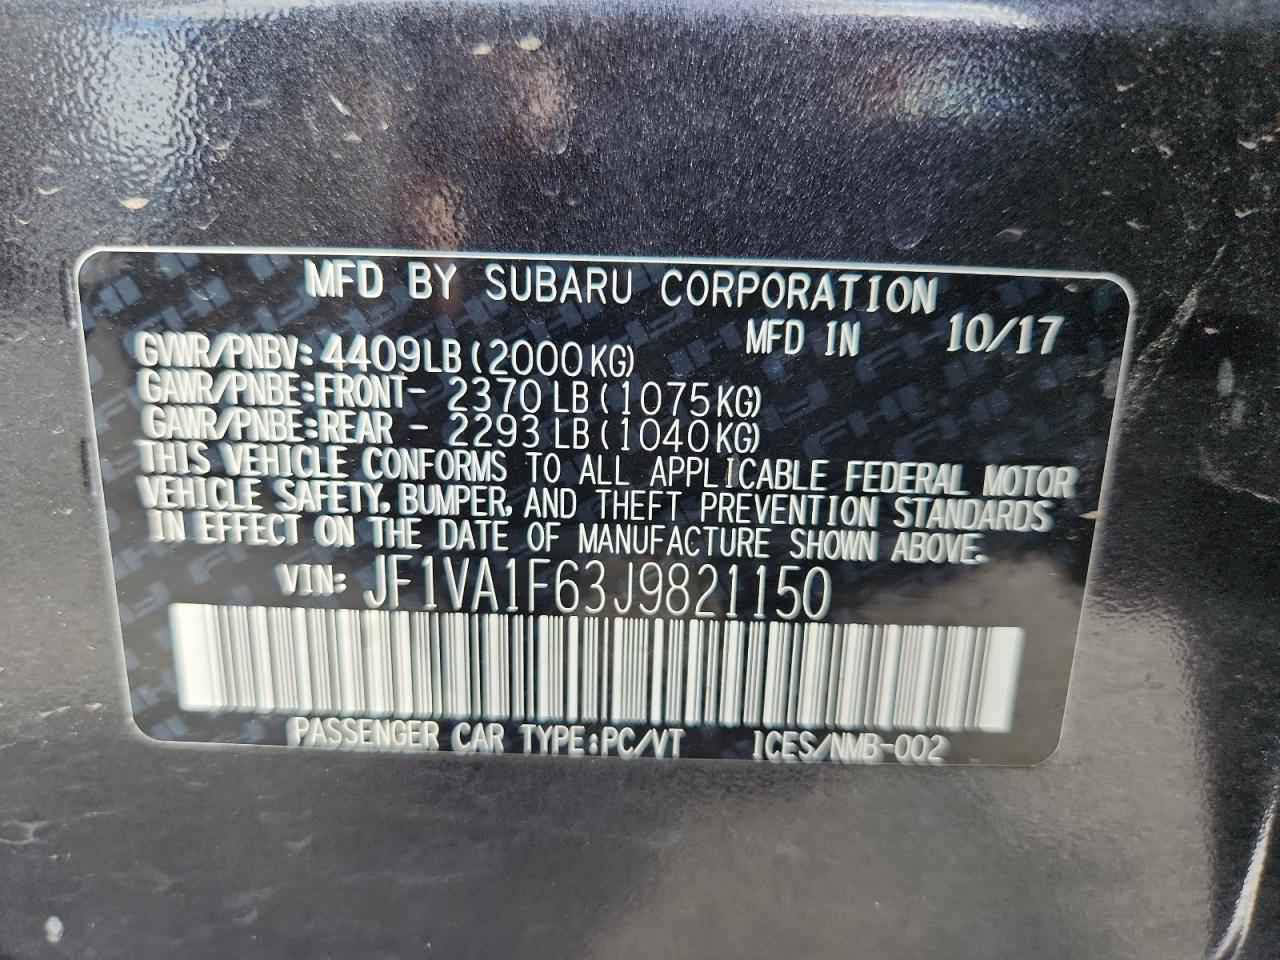 MFD BY SUBARU CORPORATION
MFD IN 10/17
GVWR/PNBV: 4409LB(2000KG)
GAWR/PNBE:FRONT- 2370LB(1075KG)
GAWR/PNBE:REAR - 2293LB(1040KG)
THIS VEHICLE CONFORMS TO ALL APPLICABLE FEDERAL MOTOR
VEHICLE SAFETY, BUMPER, AND THEFT PREVENTION STANDARDS
IN EFFECT ON THE DATE OF MANUFACTURE SHOWN ABOVE.
VIN: JF1VA1F63J9821150
PASSENGER CAR TYPE:PC/VT ICES/NMB-002